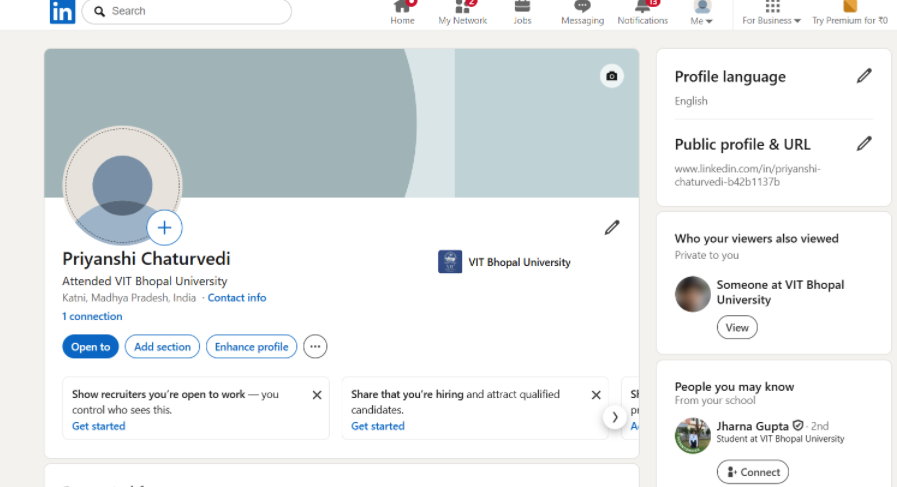 in
Search
2
13
Home
My Network
Jobs
Messaging
Notifications
Me
For Business
Try Premium for ₹0
Priyanshi Chaturvedi
VIT Bhopal University
Attended VIT Bhopal University
Katni, Madhya Pradesh, India · Contact info
1 connection
Open to
Add section
Enhance profile
Show recruiters you're open to work — you
control who sees this.
Get started
Share that you're hiring and attract qualified
candidates.
Get started
Profile language
English
Public profile & URL
www.linkedin.com/in/priyanshi-
chaturvedi-b42b1137b
Who your viewers also viewed
Private to you
Someone at VIT Bhopal
University
View
People you may know
From your school
Jharna Gupta · 2nd
Student at VIT Bhopal University
Connect